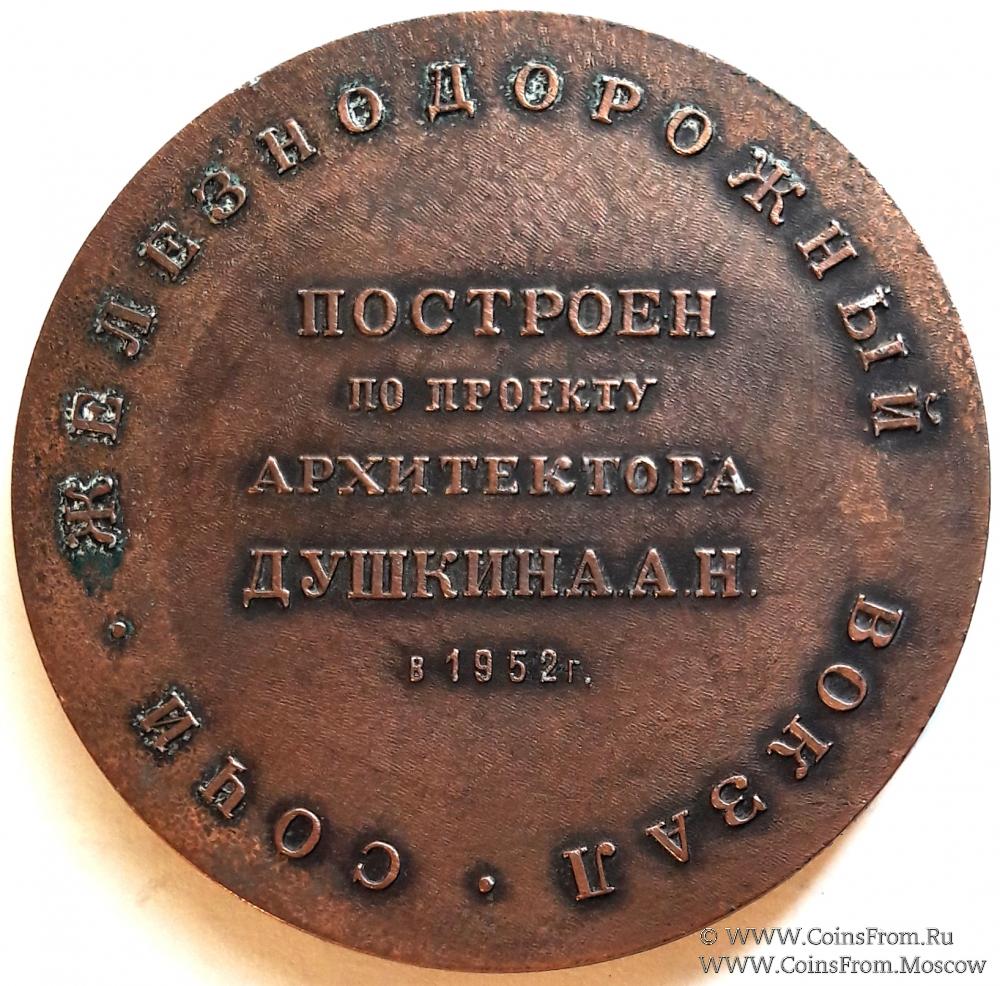 ЖЕЛЕЗНОДОРОЖНЫЙ ВОКЗАЛ · СОЧИ ·
ПОСТРОЕН
ПО ПРОЕКТУ
АРХИТЕКТОРА
ДУШКИНА.А.Н.
в 1952г.
© WWW.CoinsFrom.Ru
WWW.CoinsFrom.Moscow